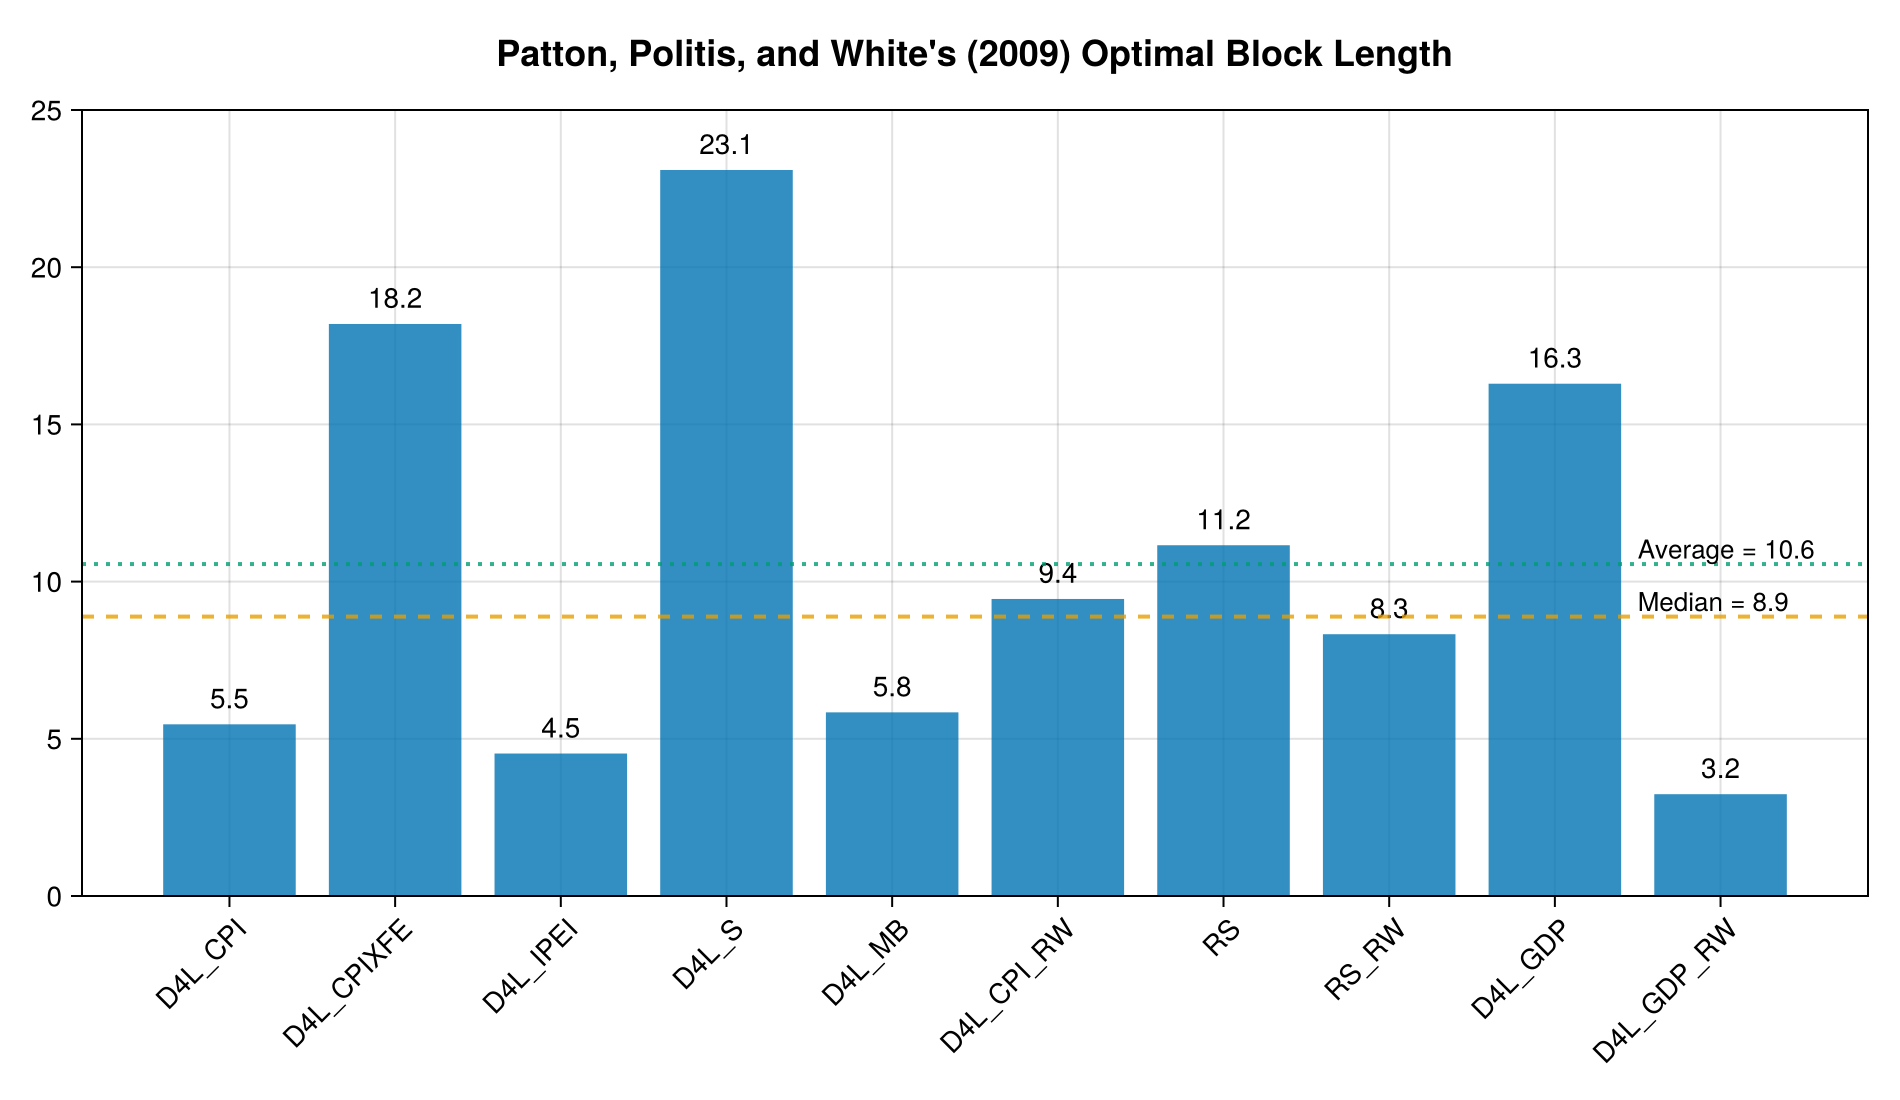 Patton, Politis, and White's (2009) Optimal Block Length
25
20
15
10
5
0
5.5
18.2
4.5
23.1
5.8
9.4
11.2
8.3
16.3
3.2
Average = 10.6
Median = 8.9
D4L_CPI
D4L_CPIXFE
D4L_IPEI
D4L_S
D4L_MB
D4L_CPI_RW
RS
RS_RW
D4L_GDP
D4L_GDP_RW